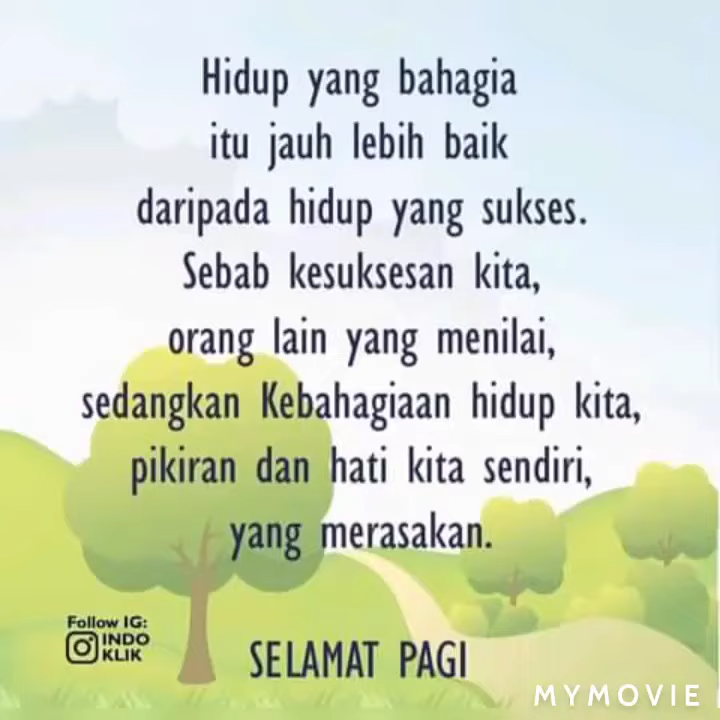 Hidup yang bahagia
itu jauh lebih baik
daripada hidup yang sukses.
Sebab kesuksesan kita,
orang lain yang menilai,
sedangkan Kebahagiaan hidup kita,
pikiran dan hati kita sendiri,
yang merasakan.
Follow IG:
INDO
KLIK
SELAMAT PAGI
MYMOVIE